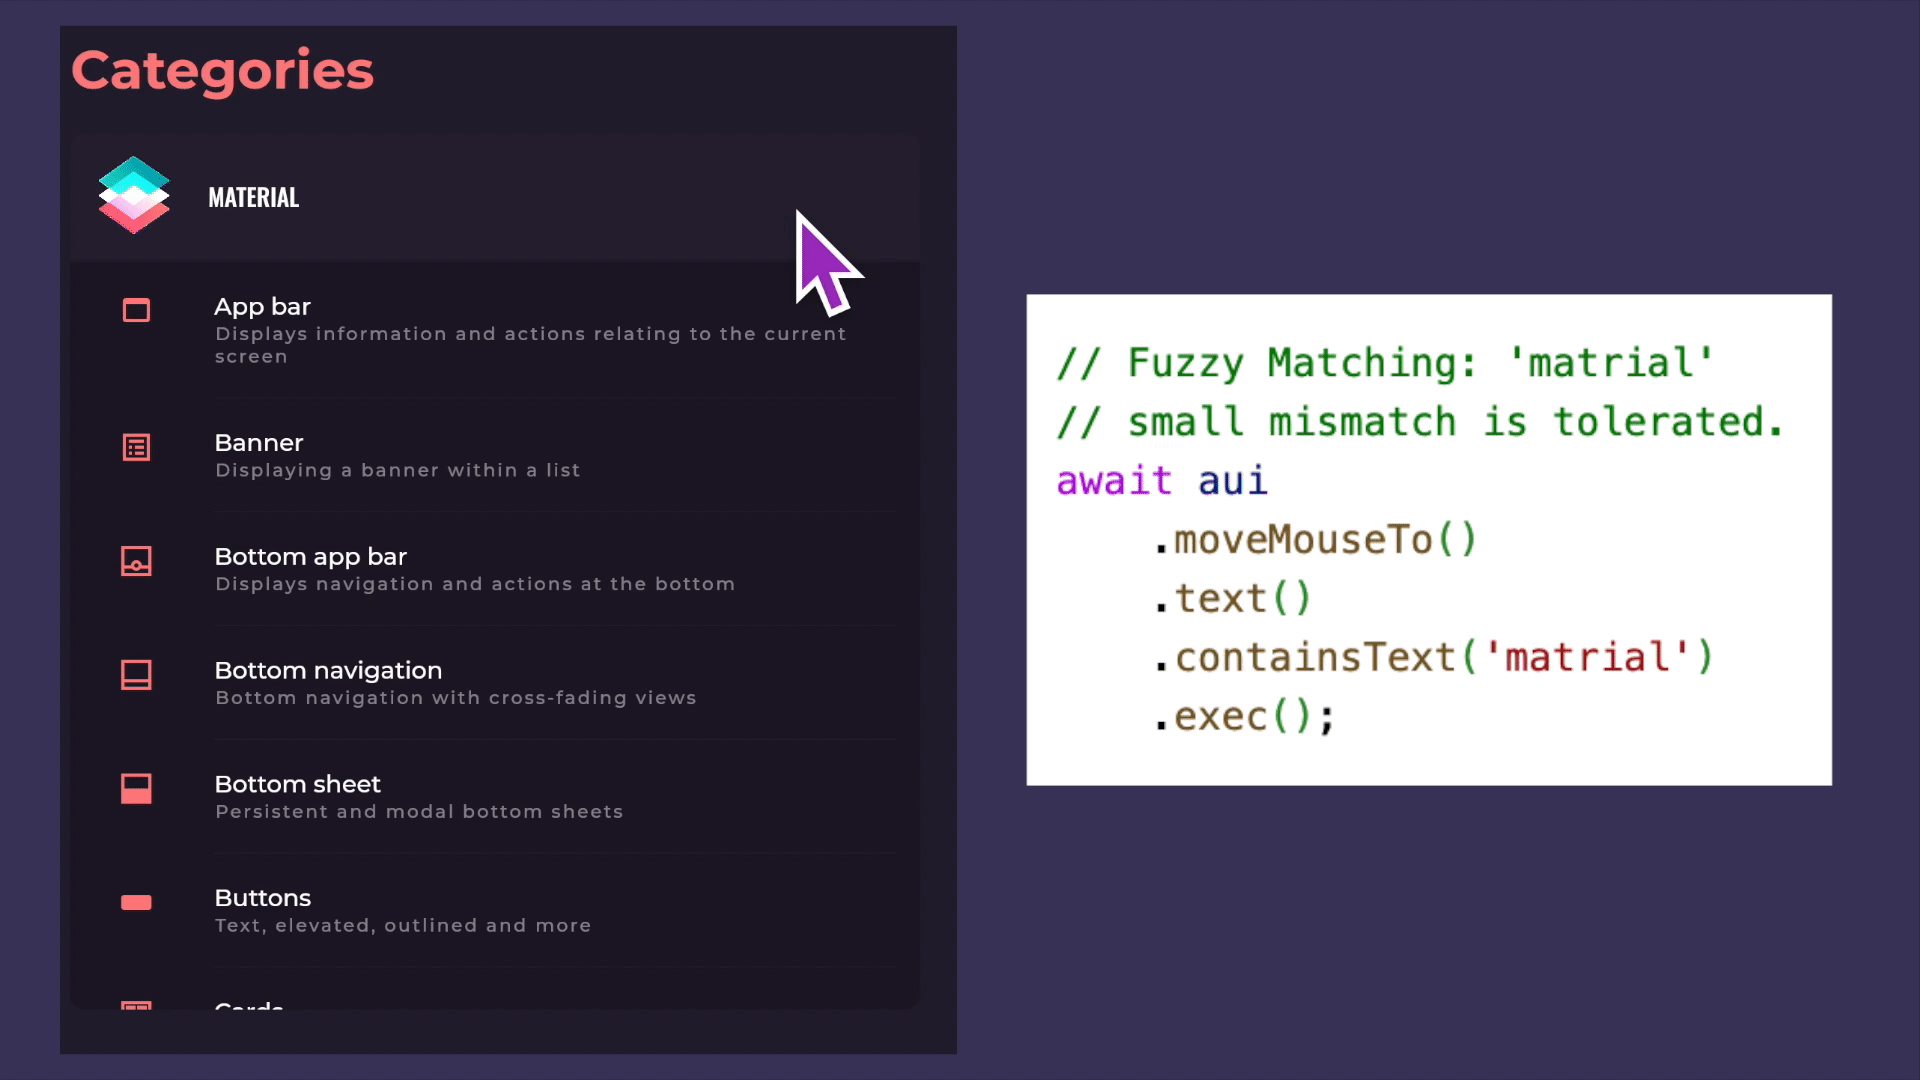 Categories
MATERIAL
App bar
Displays information and actions relating to the current
screen
Banner
Displaying a banner within a list
Bottom app bar
Displays navigation and actions at the bottom
Bottom navigation
Bottom navigation with cross-fading views
Bottom sheet
Persistent and modal bottom sheets
Buttons
Text, elevated, outlined and more
Cards
// Fuzzy Matching: 'matrial'
// small mismatch is tolerated.
await aui
.moveMouseTo()
.text()
.containsText('matrial')
.exec();